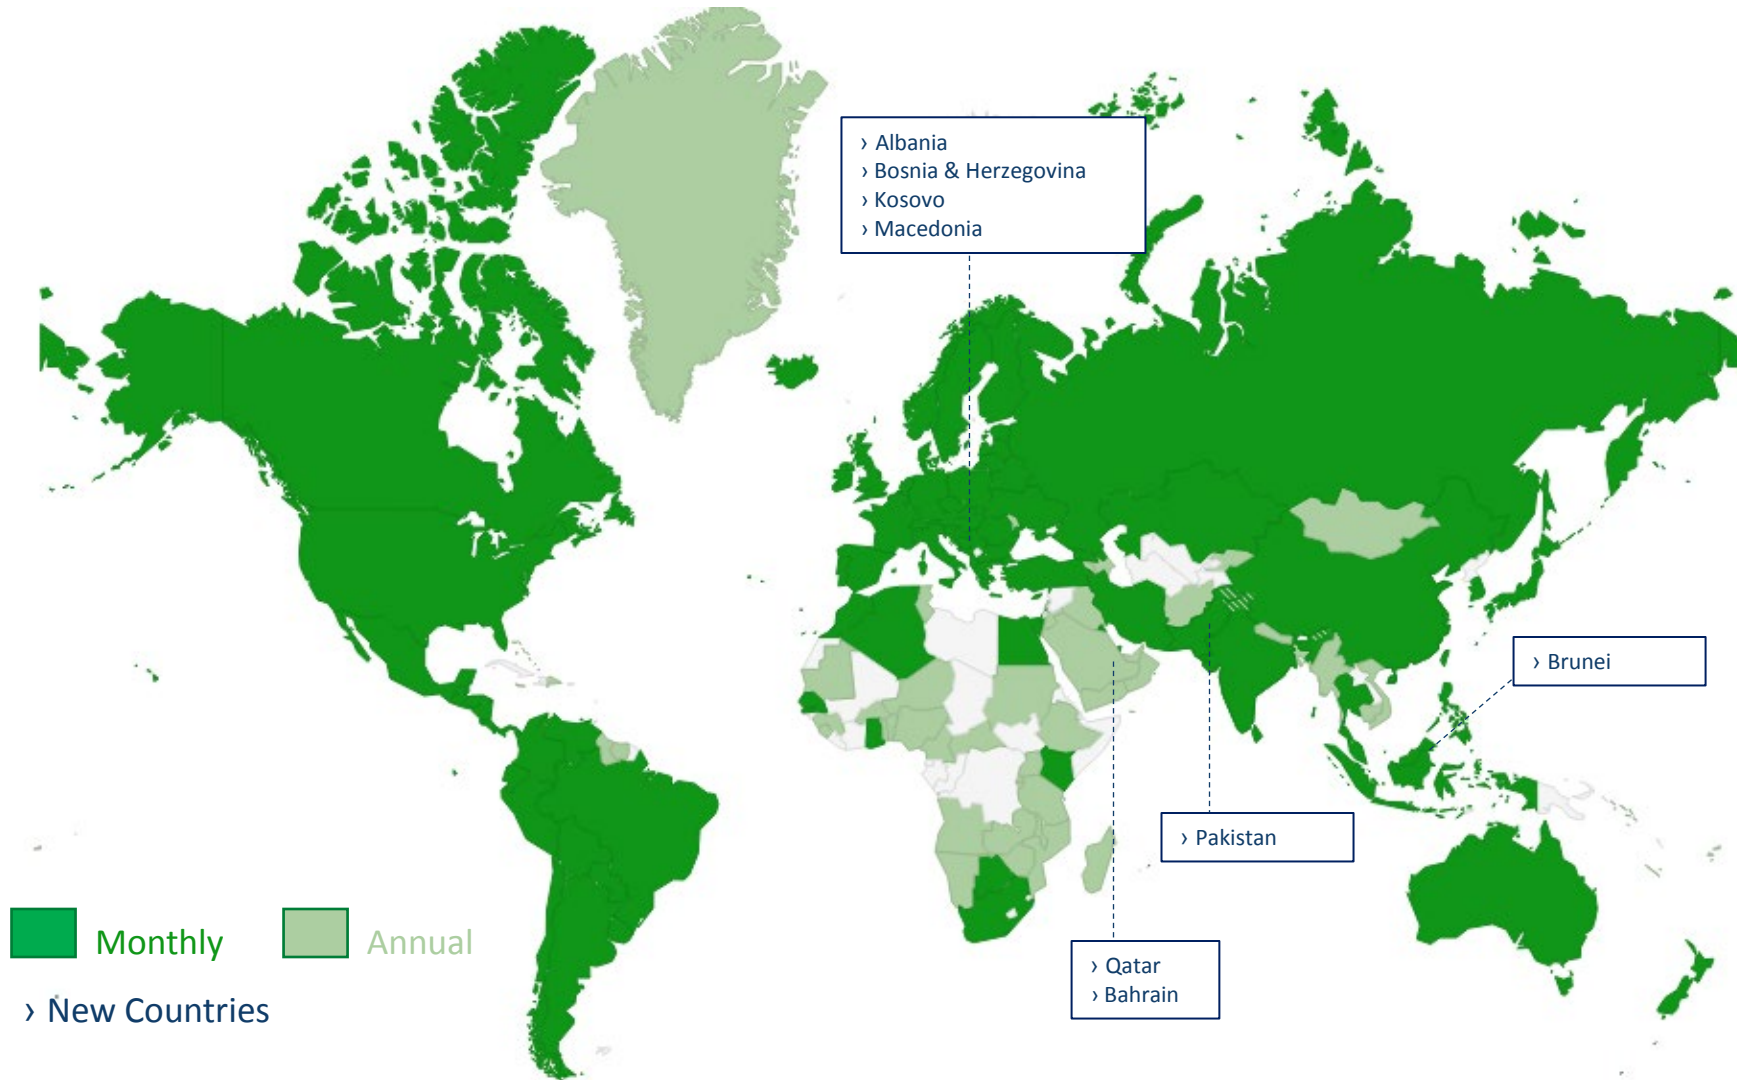 › Albania
› Bosnia & Herzegovina
› Kosovo
› Macedonia
› Brunei
› Pakistan
› Qatar
› Bahrain
Monthly
Annual
› New Countries